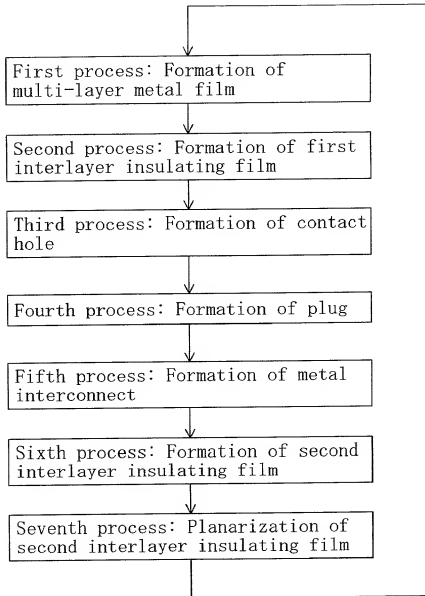 First process: Formation of
multi-layer metal film
Second process: Formation of first
interlayer insulating film
Third process: Formation of contact
hole
Fourth process: Formation of plug
Fifth process: Formation of metal
interconnect
Sixth process: Formation of second
interlayer insulating film
Seventh process: Planarization of
second interlayer insulating film